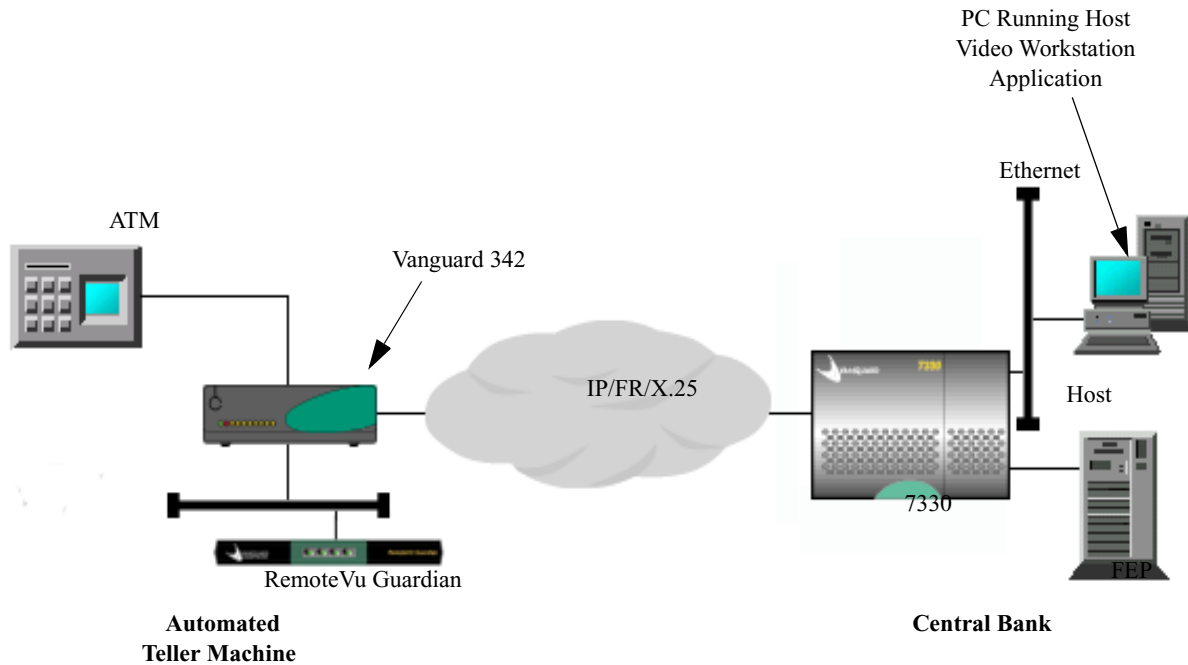 PC Running Host
Video Workstation
Application
Ethernet
ATM
Vanguard 342
7330
IP/FR/X.25
Host
7330
RemoteVu Guardian
FEP
Automated
Teller Machine
Central Bank